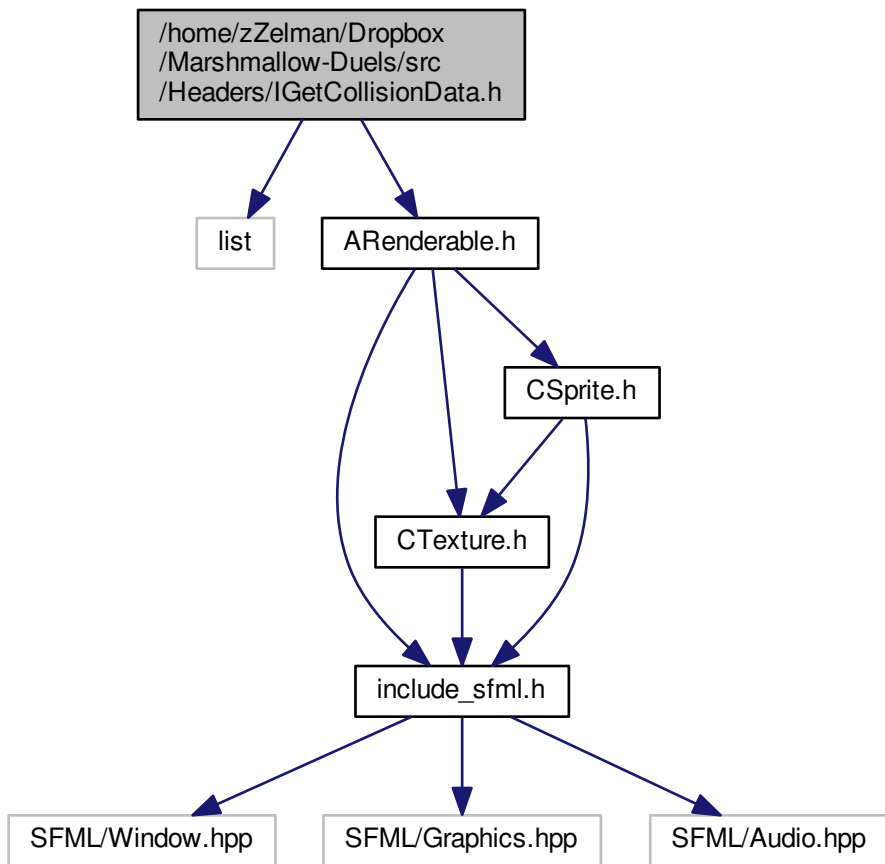 /home/zZelman/Dropbox
/Marshmallow-Duels/src
/Headers/IGetCollisionData.h
list
ARenderable.h
CSprite.h
CTexture.h
include_sfml.h
SFML/Window.hpp
SFML/Graphics.hpp
SFML/Audio.hpp